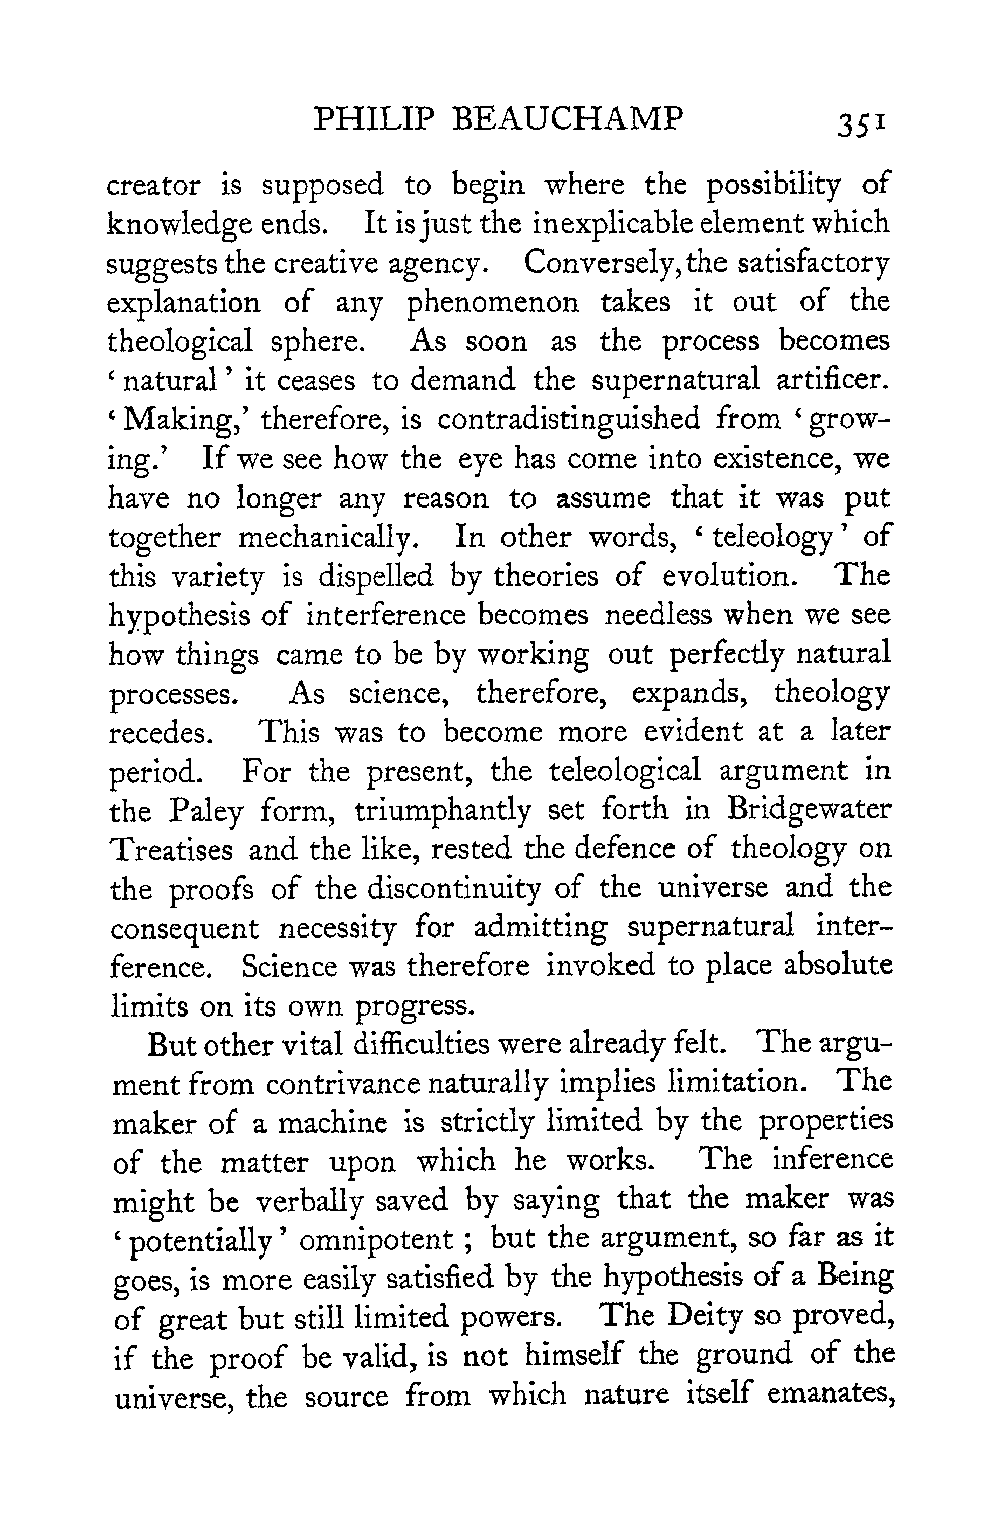 PHILIP BEAUCHAMP 351
creator is supposed to begin where the possibility of
knowledge ends. It is just the inexplicable element which
suggests the creative agency. Conversely, the satisfactory
explanation of any phenomenon takes it out of the
theological sphere. As soon as the process becomes
‘ natural ’ it ceases to demand the supernatural artificer.
‘ Making,’ therefore, is contradistinguished from ‘ grow-
ing.’ If we see how the eye has come into existence, we
have no longer any reason to assume that it was put
together mechanically. In other words, ‘ teleology ’ of
this variety is dispelled by theories of evolution. The
hypothesis of interference becomes needless when we see
how things came to be by working out perfectly natural
processes. As science, therefore, expands, theology
recedes. This was to become more evident at a later
period. For the present, the teleological argument in
the Paley form, triumphantly set forth in Bridgewater
Treatises and the like, rested the defence of theology on
the proofs of the discontinuity of the universe and the
consequent necessity for admitting supernatural inter-
ference. Science was therefore invoked to place absolute
limits on its own progress.
But other vital difficulties were already felt. The argu-
ment from contrivance naturally implies limitation. The
maker of a machine is strictly limited by the properties
of the matter upon which he works. The inference
might be verbally saved by saying that the maker was
‘ potentially ’ omnipotent ; but the argument, so far as it
goes, is more easily satisfied by the hypothesis of a Being
of great but still limited powers. The Deity so proved,
if the proof be valid, is not himself the ground of the
universe, the source from which nature itself emanates,